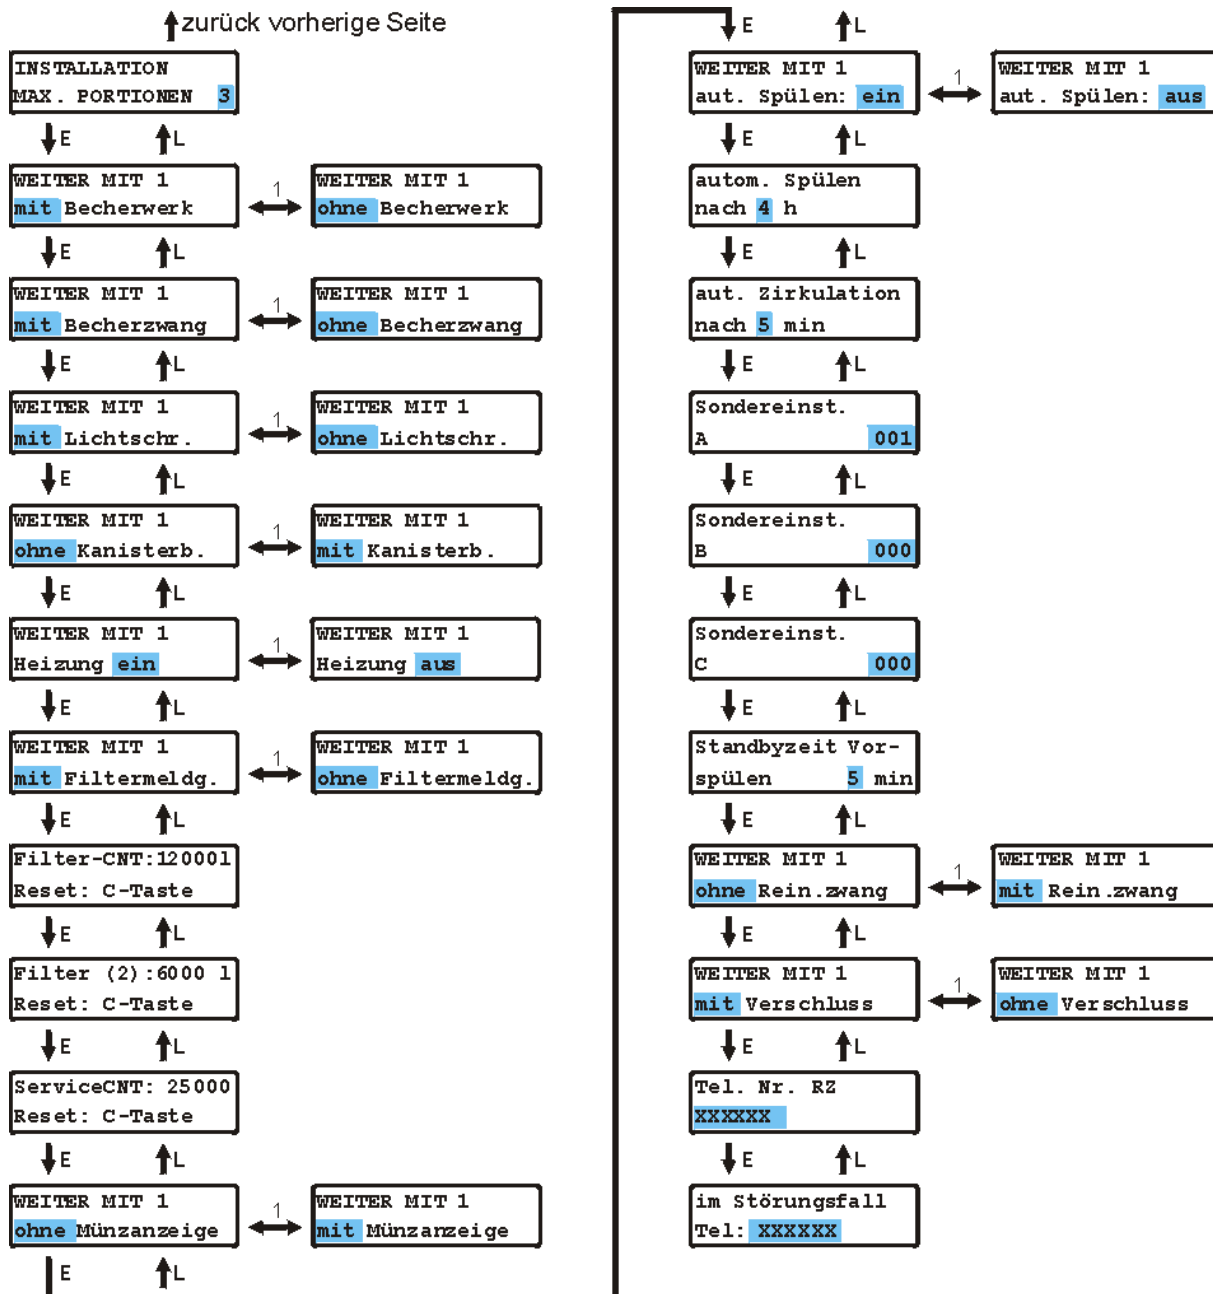 zurück vorherige Seite
INSTALLATION
MAX. PORTIONEN 3
E L
WEITER MIT 1
mit Becherwerk
1
WEITER MIT 1
ohne Becherwerk
E L
WEITER MIT 1
mit Becherzwang
1
WEITER MIT 1
ohne Becherzwang
E L
WEITER MIT 1
mit Lichtschr.
1
WEITER MIT 1
ohne Lichtschr.
E L
WEITER MIT 1
ohne Kanisterb.
1
WEITER MIT 1
mit Kanisterb.
E L
WEITER MIT 1
Heizung ein
1
WEITER MIT 1
Heizung aus
E L
WEITER MIT 1
mit Filtermeldg.
1
WEITER MIT 1
ohne Filtermeldg.
E L
Filter-CNT:12000l
Reset: C-Taste
E L
Filter (2):6000 l
Reset: C-Taste
E L
ServiceCNT: 25000
Reset: C-Taste
E L
WEITER MIT 1
ohne Münzanzeige
1
WEITER MIT 1
mit Münzanzeige
E L
E L
WEITER MIT 1
aut. Spülen: ein
1
WEITER MIT 1
aut. Spülen: aus
E L
autom. Spülen
nach 4 h
E L
aut. Zirkulation
nach 5 min
E L
Sondereinst.
A 001
E L
Sondereinst.
B 000
E L
Sondereinst.
C 000
E L
Standbyzeit Vor-
spülen 5 min
E L
WEITER MIT 1
ohne Rein.zwang
1
WEITER MIT 1
mit Rein.zwang
E L
WEITER MIT 1
mit Verschluss
1
WEITER MIT 1
ohne Verschluss
E L
Tel. Nr. RZ
XXXXXX
E L
im Störungsfall
Tel: XXXXXX